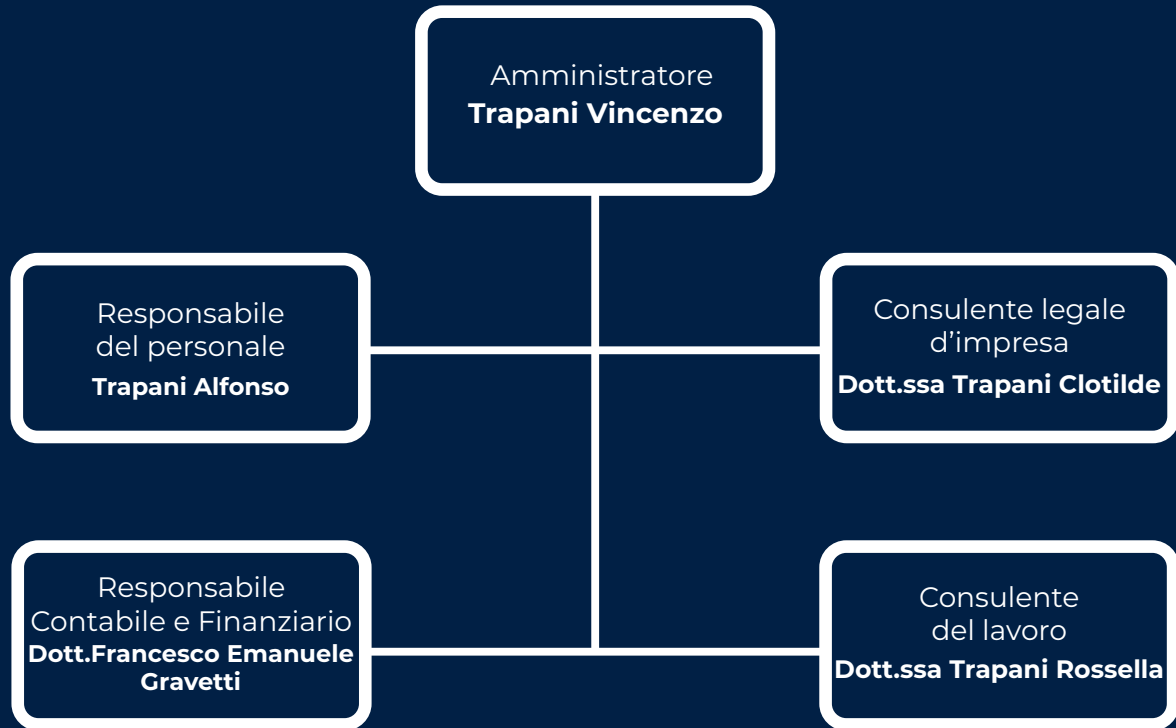 Amministratore
Trapani Vincenzo
Responsabile
del personale
Trapani Alfonso
Consulente legale
d’impresa
Dott.ssa Trapani Clotilde
Responsabile
Contabile e Finanziario
Dott.Francesco Emanuele
Gravetti
Consulente
del lavoro
Dott.ssa Trapani Rossella